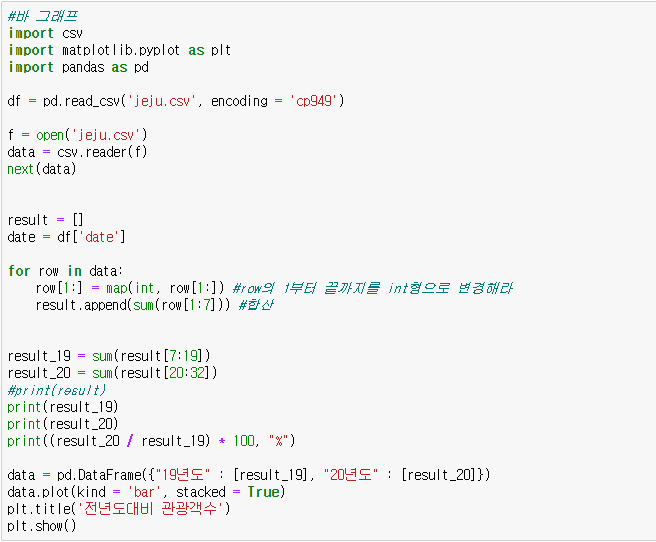 #바 그래프
import csv
import matplotlib.pyplot as plt
import pandas as pd
df = pd.read_csv('jeju.csv', encoding = 'cp949')
f = open('jeju.csv')
data = csv.reader(f)
next(data)
result = []
date = df['date']
for row in data:
    row[1:] = map(int, row[1:]) #row의 1부터 끝까지를 int형으로 변경해라
    result.append(sum(row[1:7])) #합산
result_19 = sum(result[7:19])
result_20 = sum(result[20:32])
#print(result)
print(result_19)
print(result_20)
print((result_20 / result_19) * 100, "%")
data = pd.DataFrame({"19년도" : [result_19], "20년도" : [result_20]})
data.plot(kind = 'bar', stacked = True)
plt.title('전년도대비 관광객수')
plt.show()